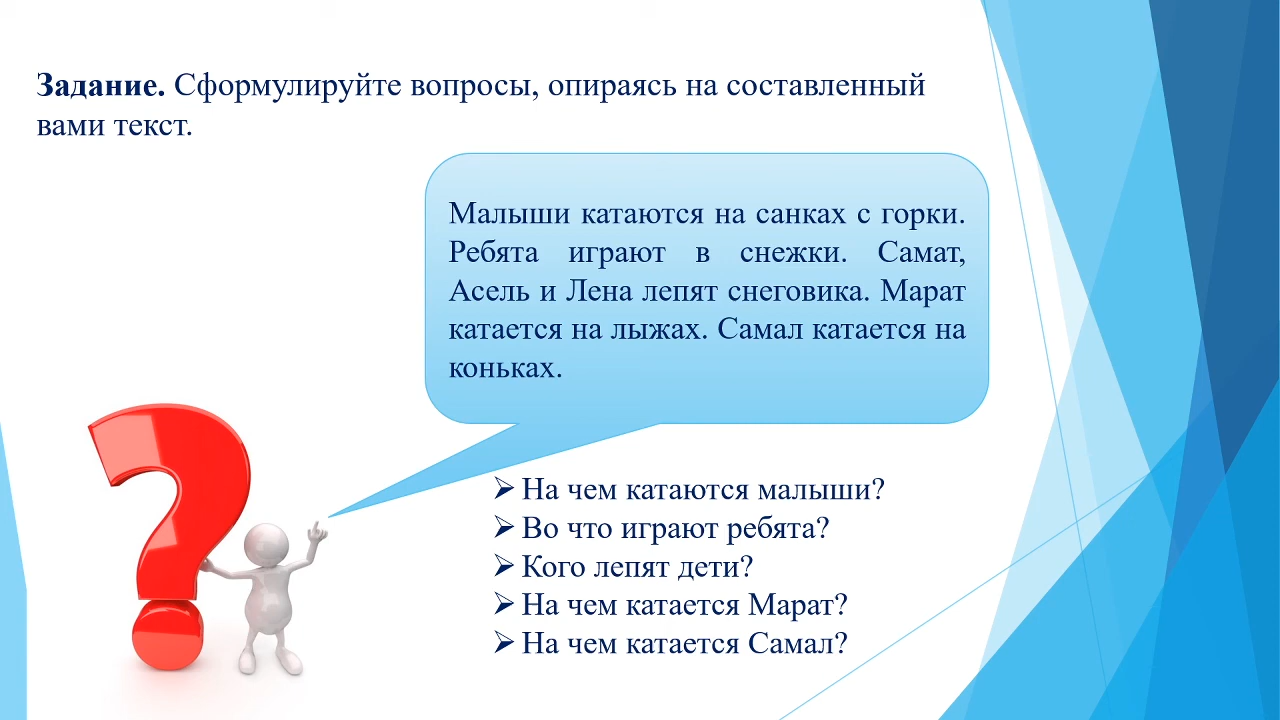 Задание. Сформулируйте вопросы, опираясь на составленный
вами текст.
Малыши катаются на санках с горки.
Ребята играют в снежки. Самат,
Асель и Лена лепят снеговика. Марат
катается на лыжах. Самал катается на
коньках.
На чем катаются малыши?
Во что играют ребята?
Кого лепят дети?
На чем катается Марат?
На чем катается Самал?